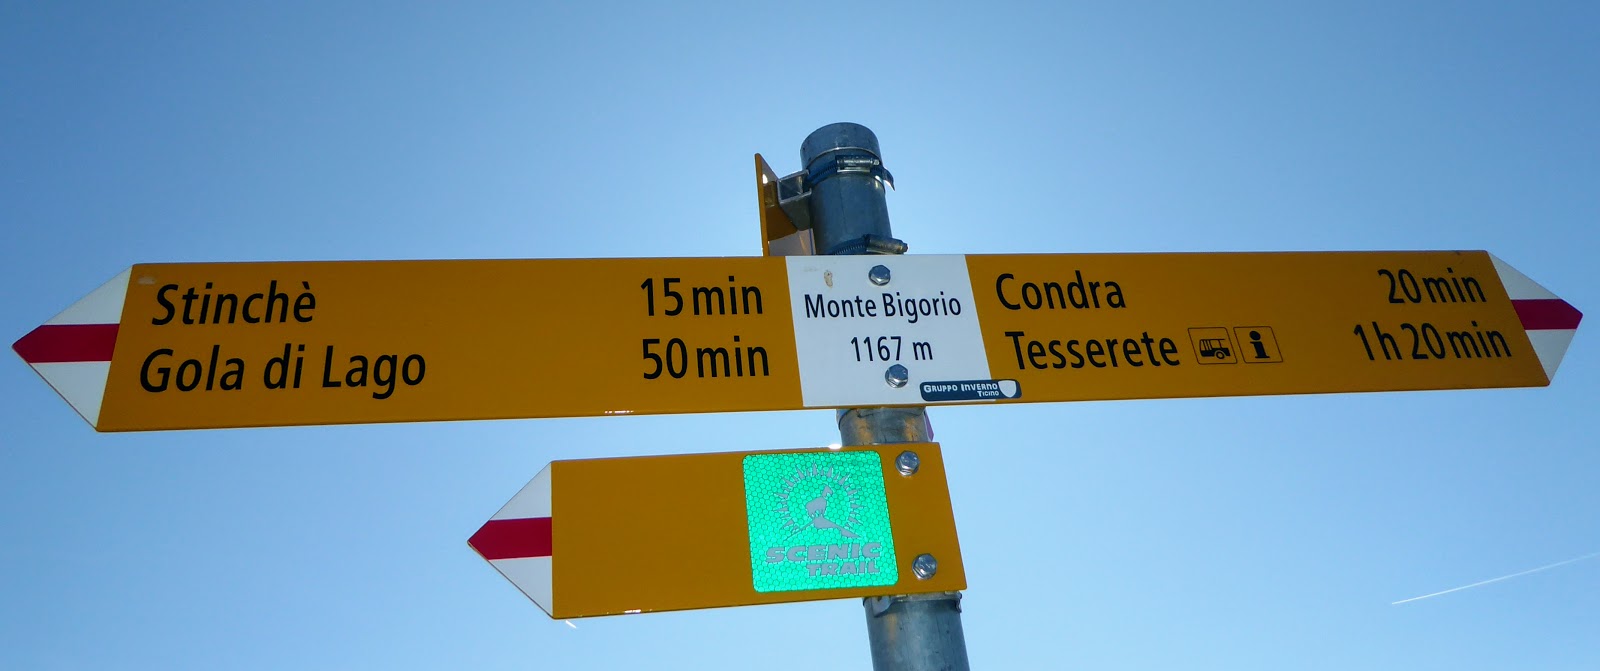 Stinchè 15 min
Gola di Lago 50 min
Monte Bigorio
1167 m
Condra 20 min
Tesserete i 1 h 20 min
GRUPPO INVERNO
TICINO
SCENIC
TRAIL